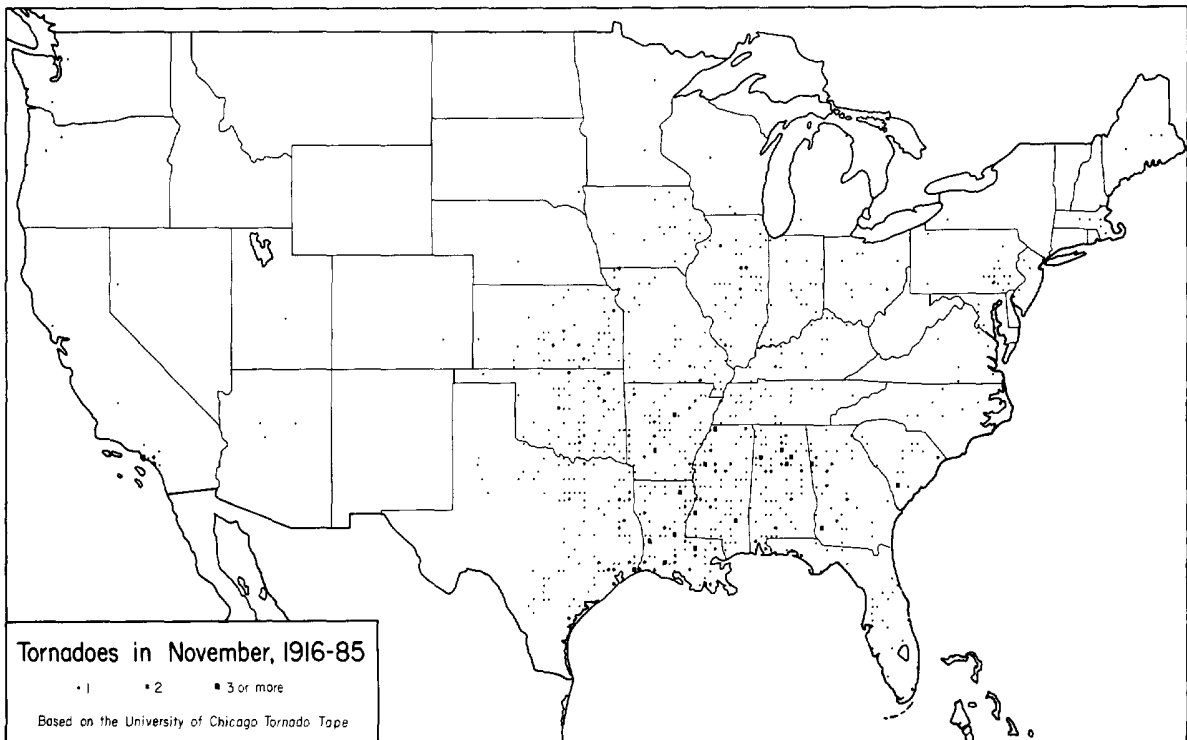 Tornadoes in November, 1916-85
1 2 3 or more
Based on the University of Chicago Tornado Tape